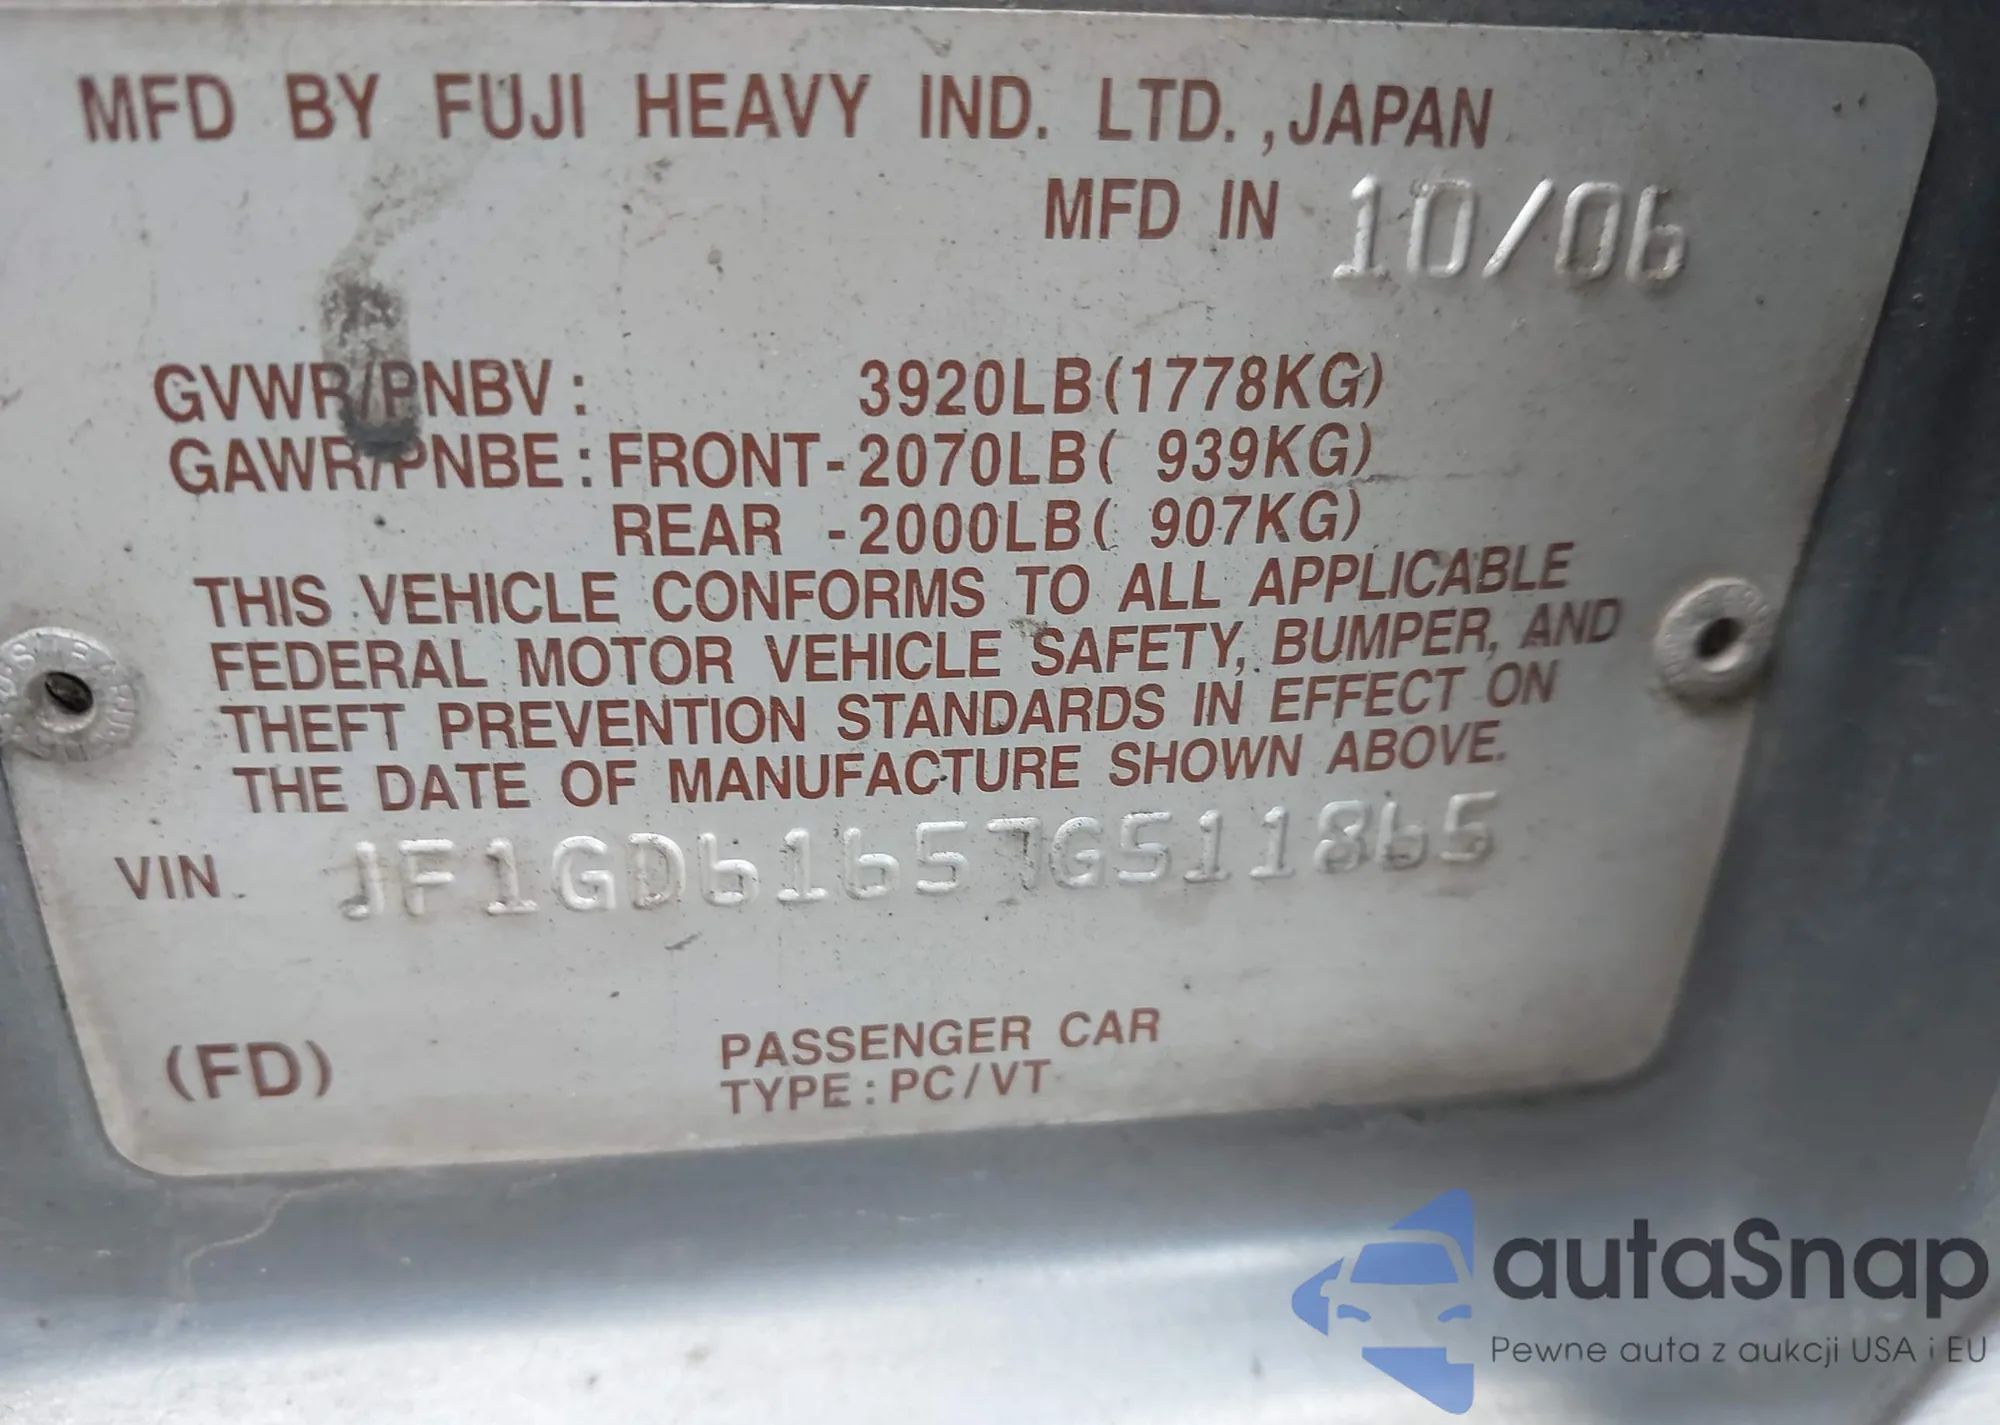 MFD BY FUJI HEAVY IND. LTD.,JAPAN
MFD IN 10/06
GVWR/PNBV: 3920LB(1778KG)
GAWR/PNBE:FRONT-2070LB( 939KG)
REAR -2000LB( 907KG)
THIS VEHICLE CONFORMS TO ALL APPLICABLE
FEDERAL MOTOR VEHICLE SAFETY, BUMPER, AND
THEFT PREVENTION STANDARDS IN EFFECT ON
THE DATE OF MANUFACTURE SHOWN ABOVE.
VIN. JF1GD61657G511865
(FD)
PASSENGER CAR
TYPE:PC/VT
autaSnap
Pewne auta z aukcji USA i EU